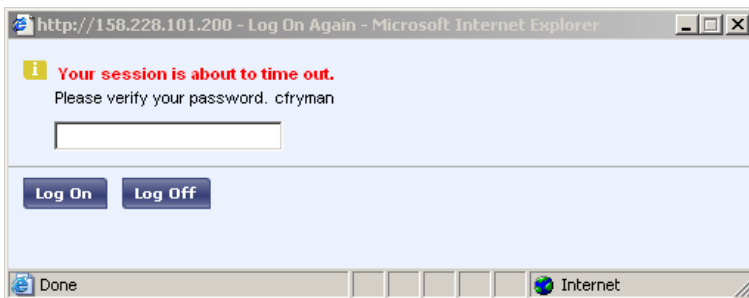 http://158.228.101.200 - Log On Again - Microsoft Internet Explorer
i Your session is about to time out.
Please verify your password. cfryman
Log On Log Off
Done Internet